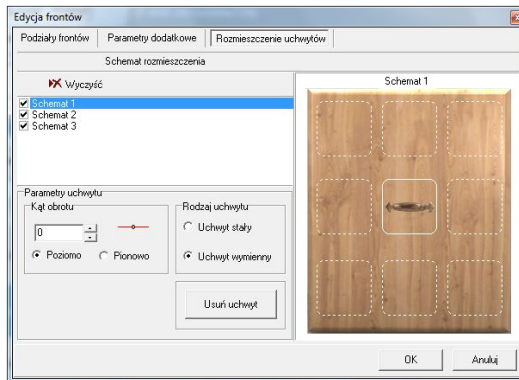 Edycja frontów
Podziały frontów
Parametry dodatkowe
Rozmieszczenie uchwytów
Schemat rozmieszczenia
Wyczyść
Schemat 1
Schemat 2
Schemat 3
Schemat 1
Parametry uchwytu
Kąt obrotu
0
Poziomo
Pionowo
Rodzaj uchwytu
Uchwyt stały
Uchwyt wymienny
Usuń uchwyt
OK
Anuluj